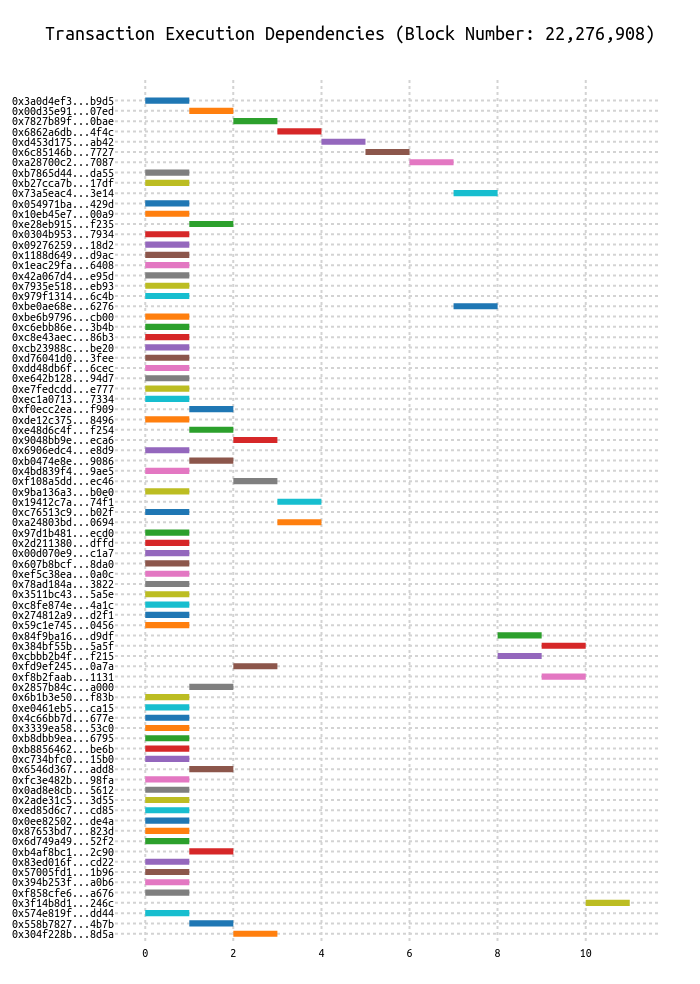 Transaction Execution Dependencies (Block Number: 22,276,908)
0x3a0d4ef3...b9d5
0x00d35e91...07ed
0x7827b89f...0bae
0x6862a6db...4f4c
0xd453d175...ab42
0x6c85146b...7727
0xa28700c2...7087
0xb7865d44...da55
0xb27cca7b...17df
0x73a5eac4...3e14
0x054971ba...429d
0x10eb45e7...00a9
0xe28eb915...f235
0x0304b953...7934
0x09276259...18d2
0x1188d649...d9ac
0x1eac29fa...6408
0x42a067d4...e95d
0x7935e518...eb93
0x979f1314...6c4b
0xbe0ae68e...6276
0xbe6b9796...cb00
0xc6ebb86e...3b4b
0xc8e43aec...86b3
0xcb23988c...be20
0xd76041d0...3fee
0xdd48db6f...6cec
0xe642b128...94d7
0xe7fedcdd...e777
0xec1a0713...7334
0xf0ecc2ea...f909
0xde12c375...8496
0xe48d6c4f...f254
0x9048bb9e...eca6
0x6906edc4...e8d9
0xb0474e8e...9086
0x4bd839f4...9ae5
0xf108a5dd...ec46
0x9ba136a3...b0e0
0x19412c7a...74f1
0xc76513c9...b02f
0xa24803bd...0694
0x97d1b481...ecd0
0x2d211380...dffd
0x00d070e9...c1a7
0x607b8bcf...8da0
0xef5c38ea...0a0c
0x78ad184a...3822
0x3511bc43...5a5e
0xc8fe874e...4a1c
0x274812a9...d2f1
0x59c1e745...0456
0x84f9ba16...d9df
0x384bf55b...5a5f
0xcbbb2b4f...f215
0xfd9ef245...0a7a
0xf8b2faab...1131
0x2857b84c...a000
0x6b1b3e50...f83b
0xe0461eb5...ca15
0x4c66bb7d...677e
0x3339ea58...53c0
0xb8dbb9ea...6795
0xb8856462...be6b
0xc734bfc0...15b0
0x6546d367...add8
0xfc3e482b...98fa
0x0ad8e8cb...5612
0x2ade31c5...3d55
0xed85d6c7...cd85
0x0ee82502...de4a
0x87653bd7...823d
0x6d749a49...52f2
0xb4af8bc1...2c90
0x83ed016f...cd22
0x57005fd1...1b96
0x394b253f...a0b6
0xf858cfe6...a676
0x3f14b8d1...246c
0x574e819f...dd44
0x558b7827...4b7b
0x304f228b...8d5a
0 2 4 6 8 10